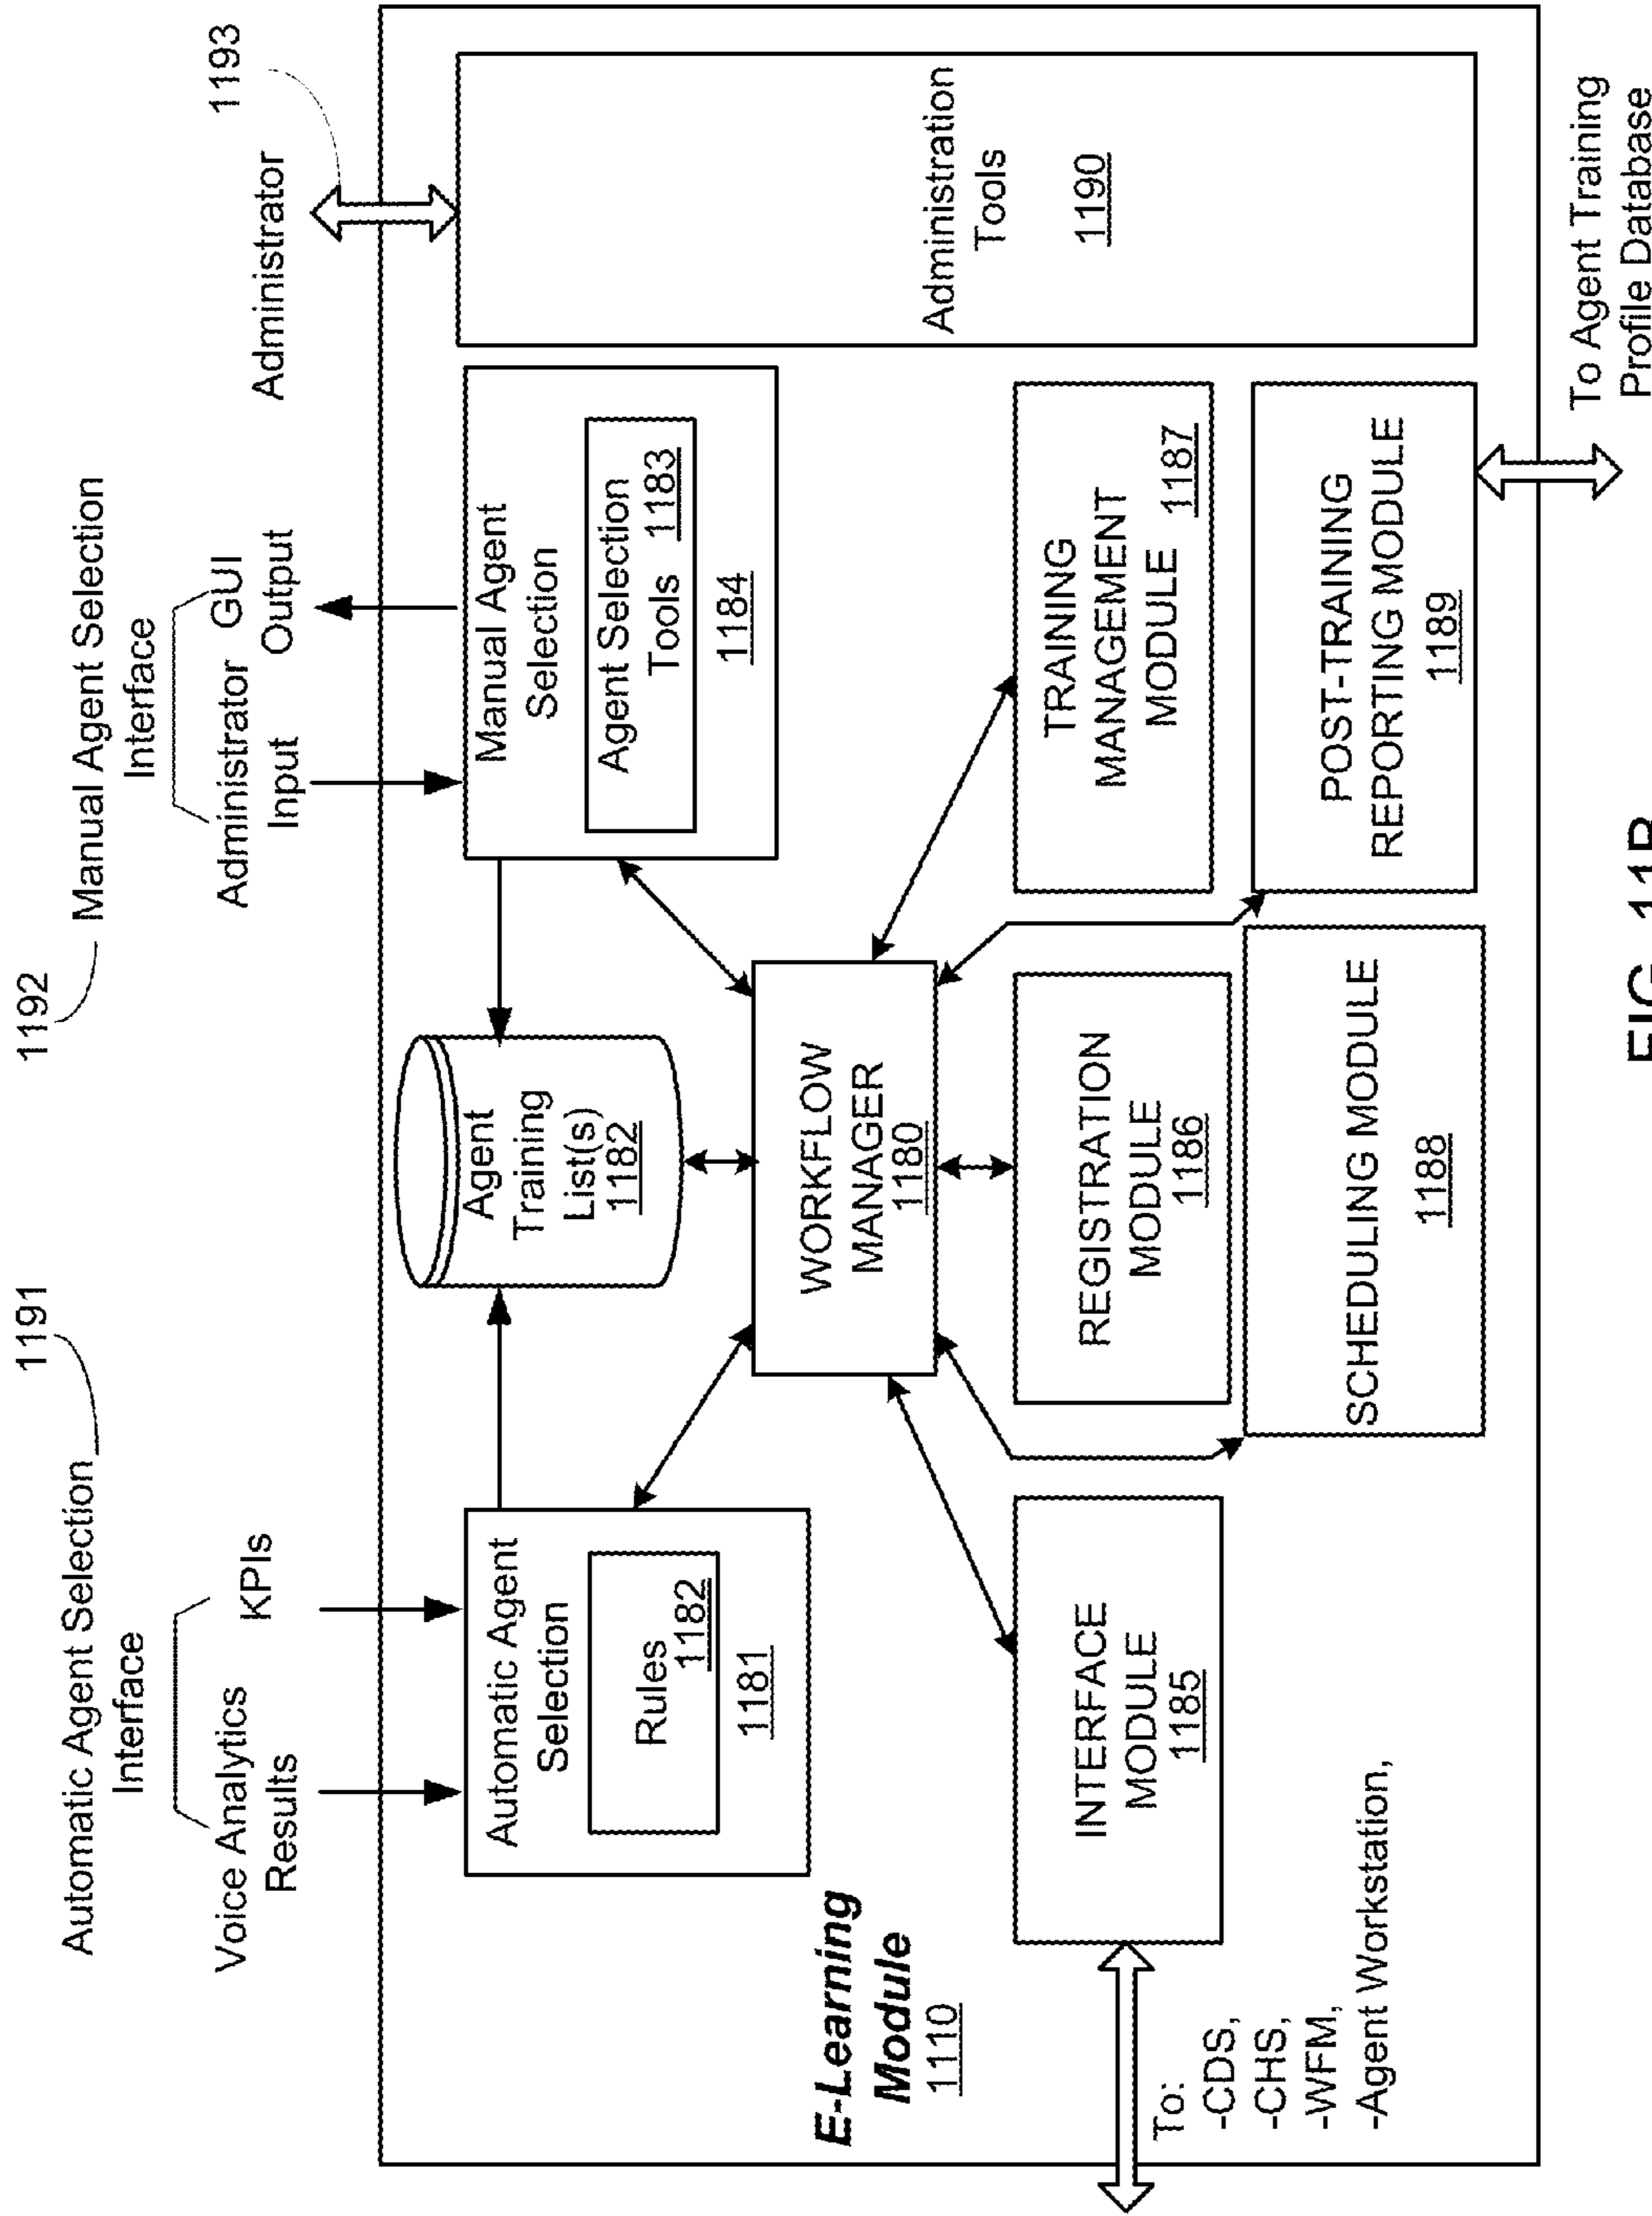 1191
1192
1193
Automatic Agent Selection
Interface
Manual Agent Selection
Interface
Administrator
Voice Analytics
Results
KPIs
Administrator
Input
GUI
Output
Automatic Agent
Selection
Rules
1182
1181
Agent
Training
List(s)
1182
Manual Agent
Selection
Agent Selection
Tools 1183
1184
Administration
Tools
1190
E-Learning
Module
1110
WORKFLOW
MANAGER
1180
INTERFACE
MODULE
1185
REGISTRATION
MODULE
1186
TRAINING
MANAGEMENT
MODULE 1187
SCHEDULING MODULE
1188
POST-TRAINING
REPORTING MODULE
1189
To:
-CDS,
-CHS,
-WFM,
-Agent Workstation,
To Agent Training
Profile Database
FIG. 11B